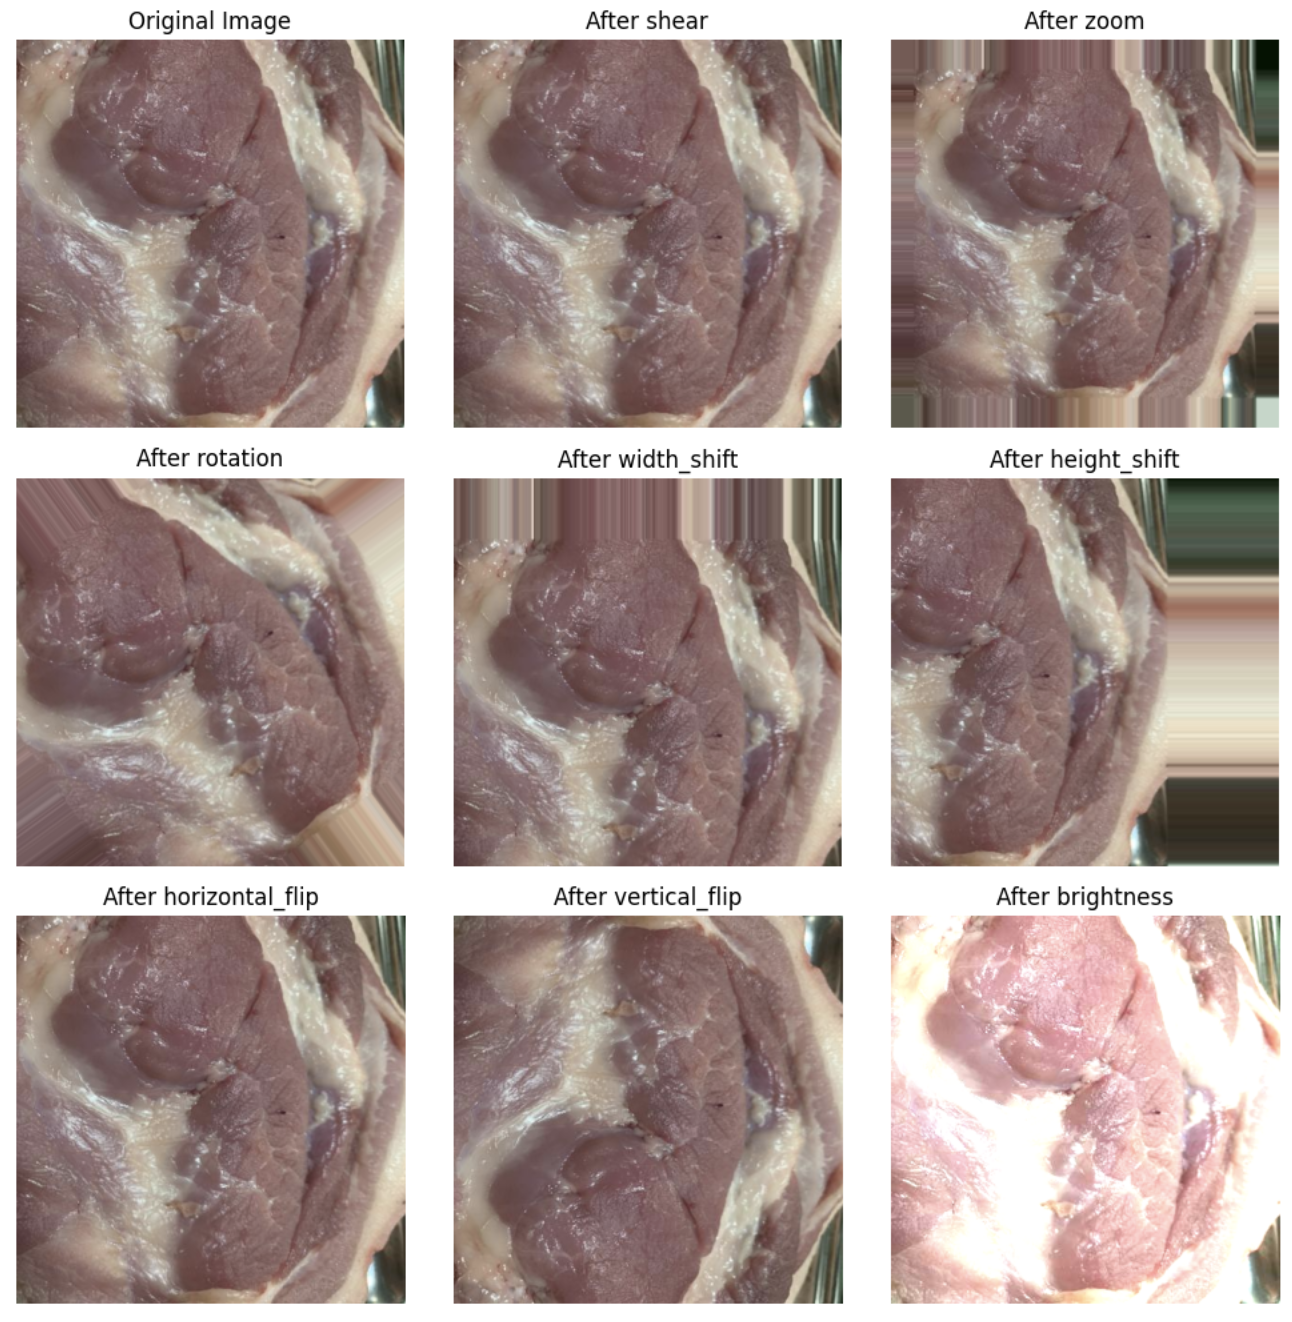 Original Image
After shear
After zoom
After rotation
After width_shift
After height_shift
After horizontal_flip
After vertical_flip
After brightness